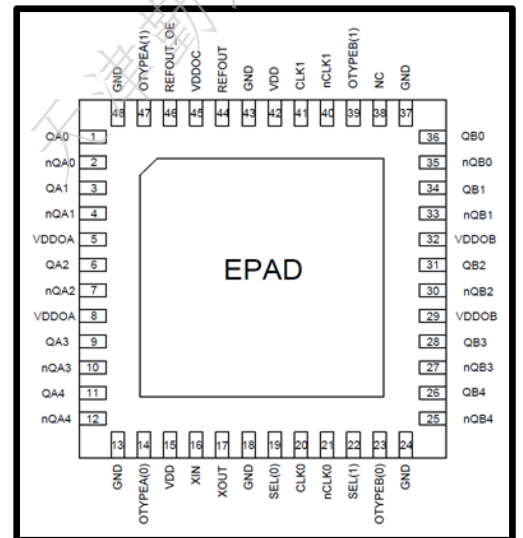 GND OTYPEA(1) REFOUT_OE VDDOC REFOUT GND VDD CLK1 nCLK1 OTYPEB(1) NC GND
48 47 46 45 44 43 42 41 40 39 38 37
QA0 1 36 QB0
nQA0 2 35 nQB0
QA1 3 34 QB1
nQA1 4 33 nQB1
VDDOA 5 32 VDDOB
QA2 6 31 QB2
EPAD
nQA2 7 30 nQB2
VDDOA 8 29 VDDOB
QA3 9 28 QB3
nQA3 10 27 nQB3
QA4 11 26 QB4
nQA4 12 25 nQB4
13 14 15 16 17 18 19 20 21 22 23 24
GND OTYPEA(0) VDD XIN XOUT GND SEL(0) CLK0 nCLK0 SEL(1) OTYPEB(0) GND
天津勤